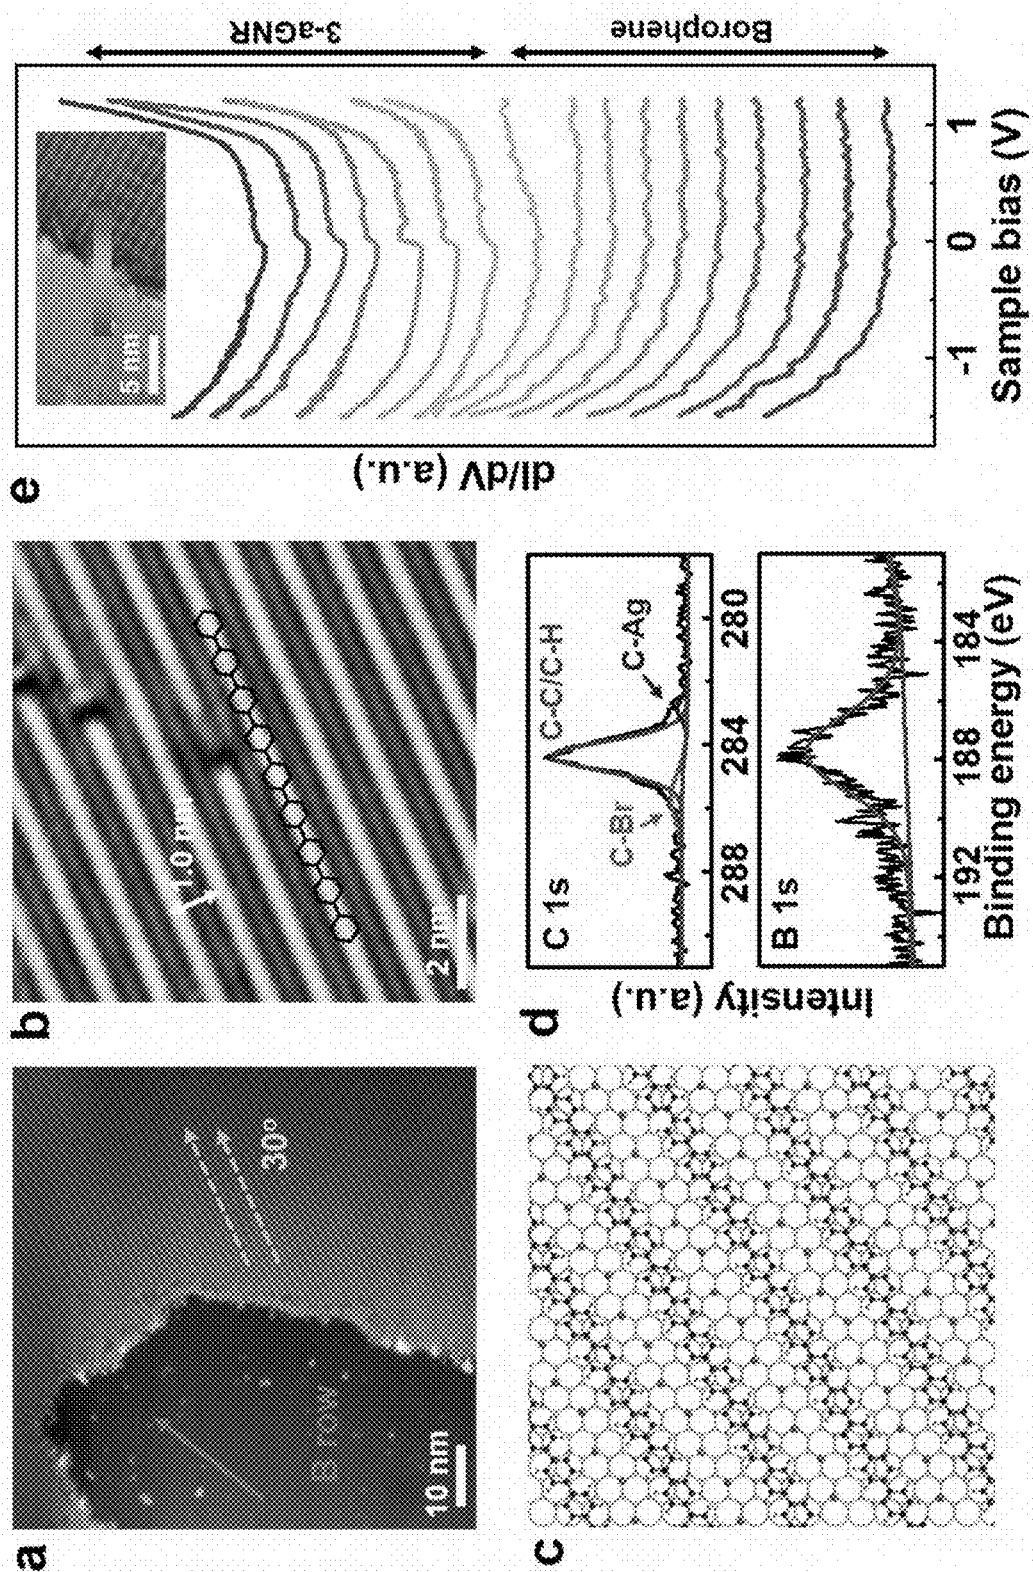 a
B row
30°
10 nm
b
1.0 nm
2 nm
c
d
Intensity (a.u.)
C 1s
C-Br
C-C/C-H
C-Ag
288
284
280
B 1s
192
188
184
Binding energy (eV)
e
dI/dV (a.u.)
5 nm
3-aGNR
Borophene
-1
0
1
Sample bias (V)